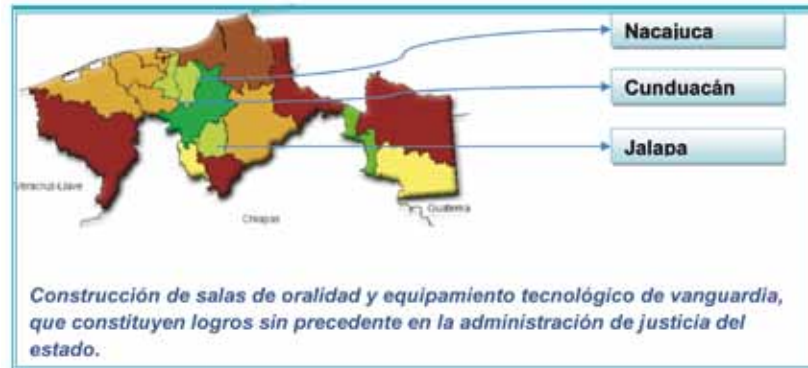 Nacajuca
Cunduacán
Jalapa
Veracruz-Llave
Chiapas
Guatemala
Construcción de salas de oralidad y equipamiento tecnológico de vanguardia,
que constituyen logros sin precedente en la administración de justicia del
estado.